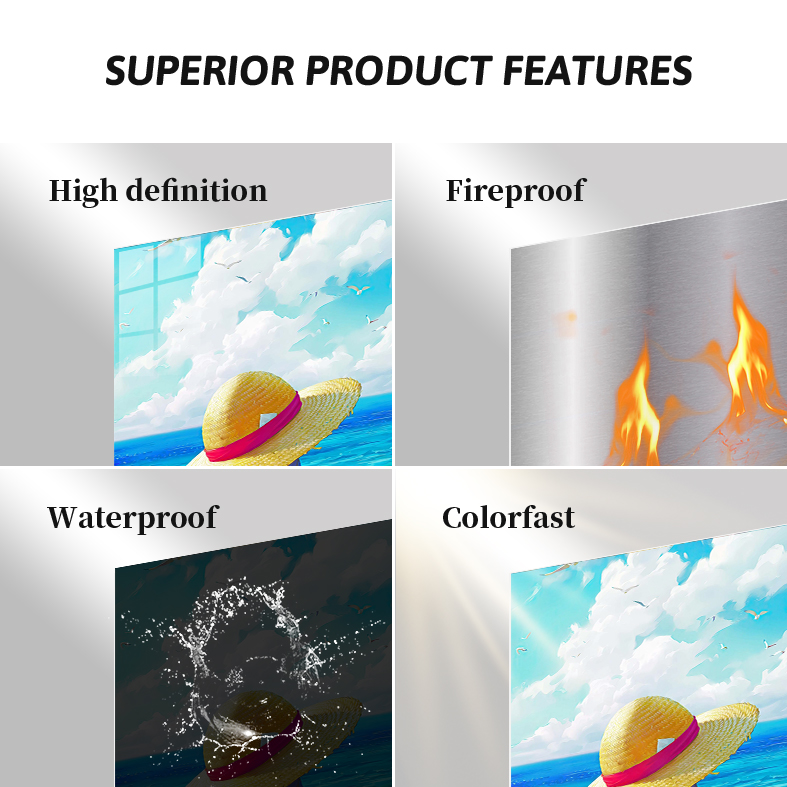 SUPERIOR PRODUCT FEATURES
High definition
Fireproof
Waterproof
Colorfast